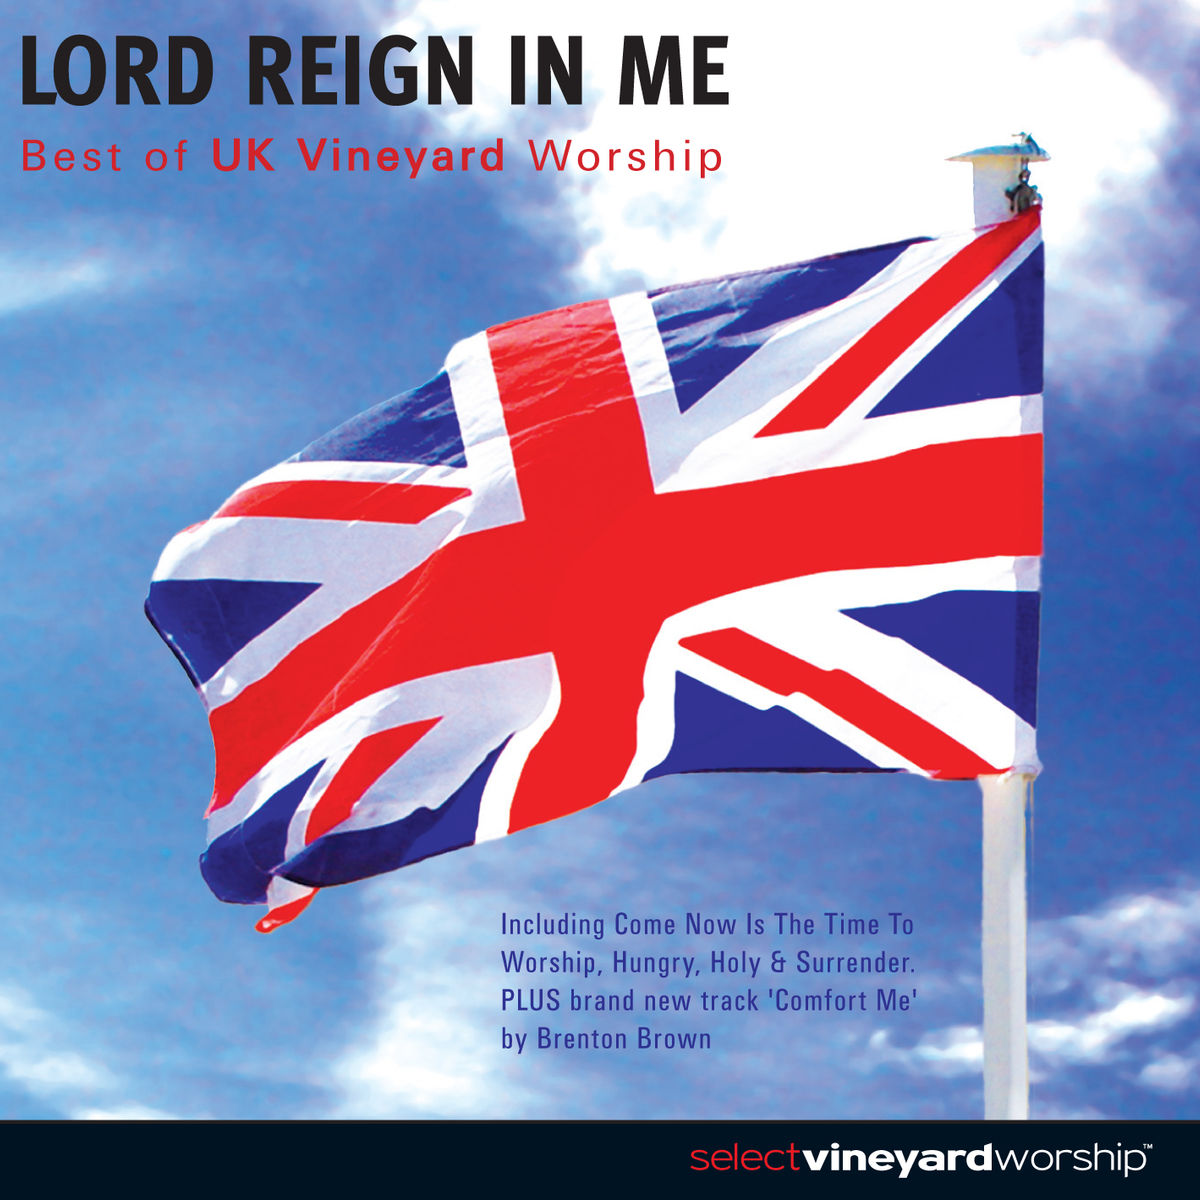 LORD REIGN IN ME
Best of UK Vineyard Worship
Including Come Now Is The Time To
Worship, Hungry, Holy & Surrender.
PLUS brand new track 'Comfort Me'
by Brenton Brown
selectvineyardworship™